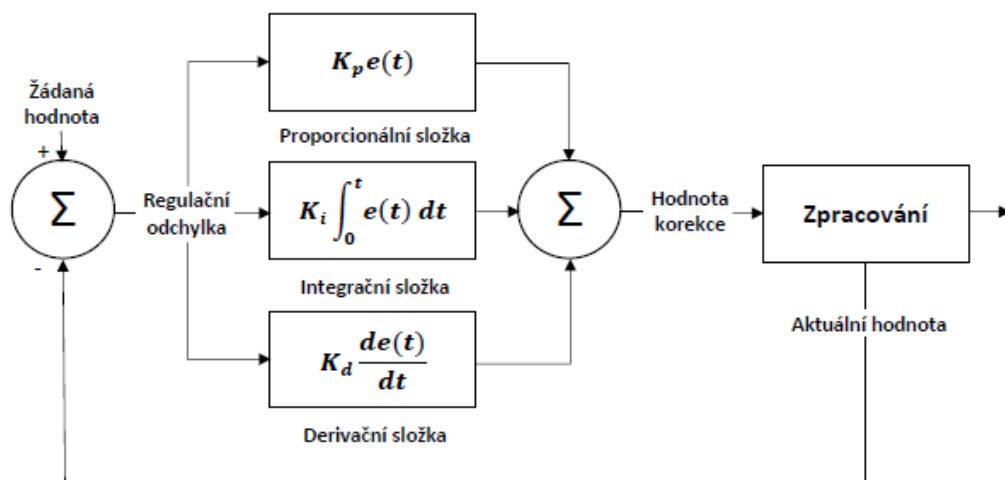 Žádaná
hodnota
+
Σ
-
Regulační
odchylka
K_p e(t)
Proporcionální složka
K_i ∫_0^t e(t) dt
Integrační složka
K_d de(t)/dt
Derivační složka
Σ
Hodnota
korekce
Zpracování
Aktuální hodnota